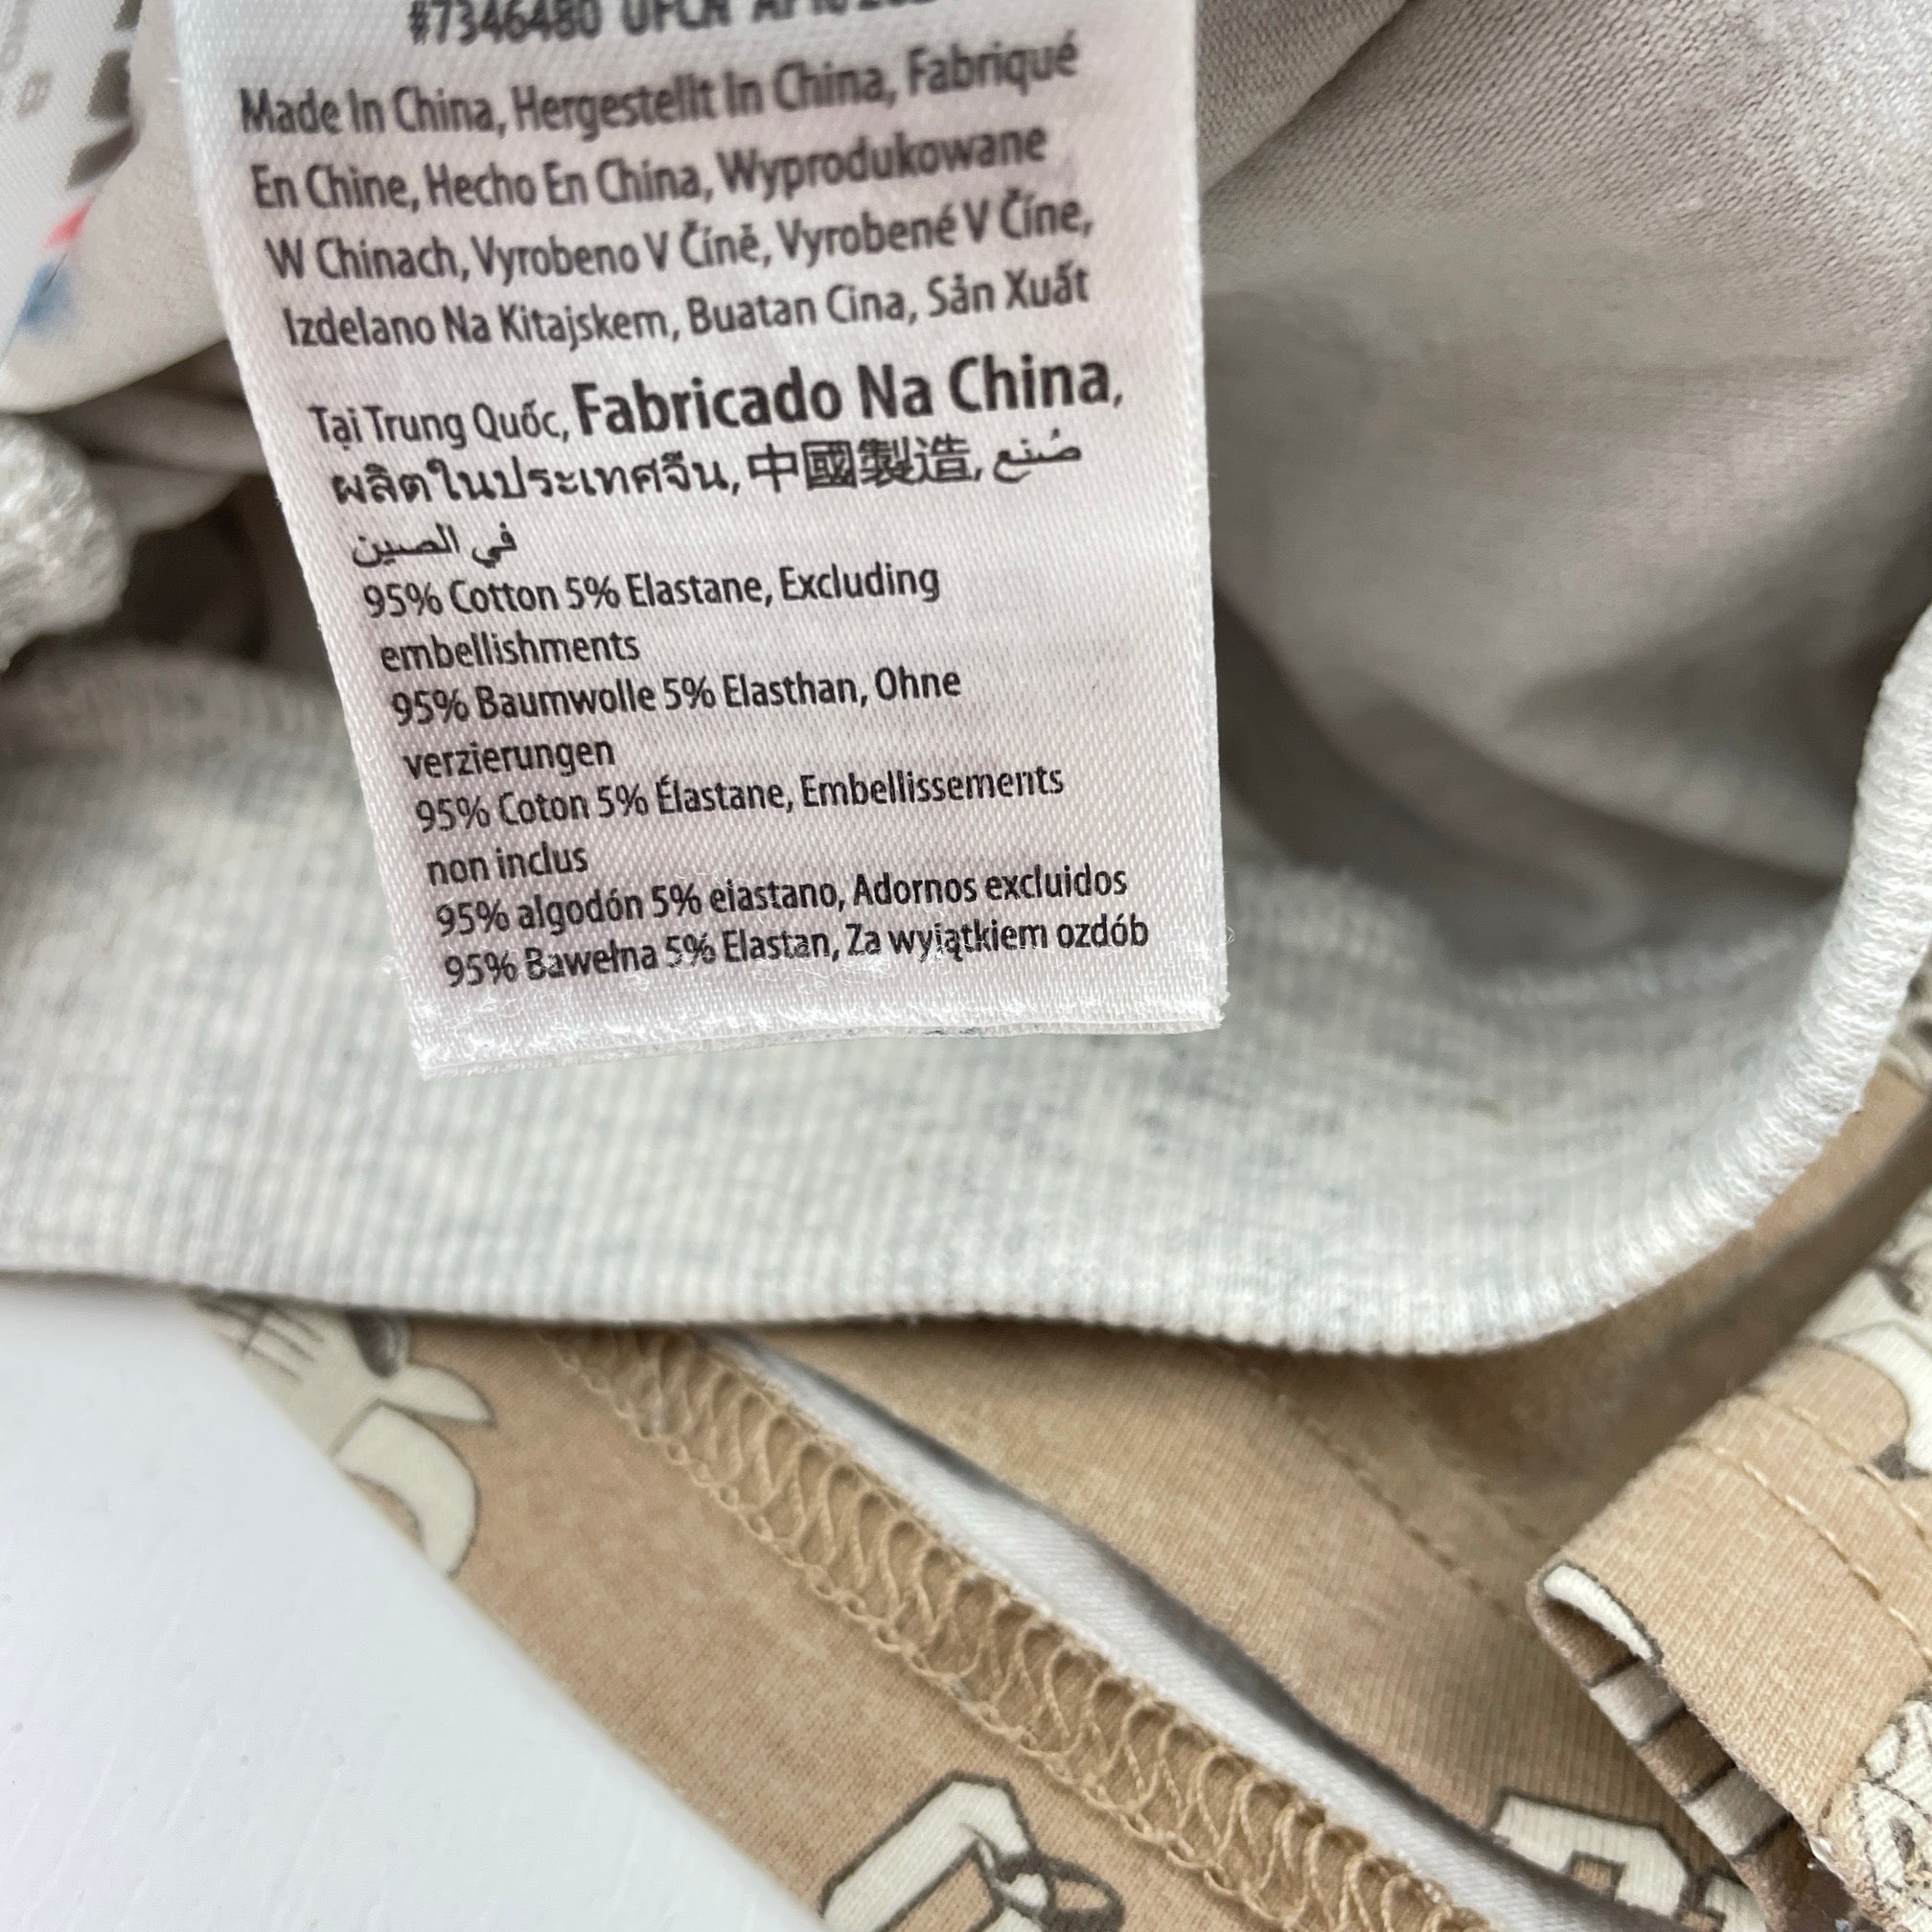 #7346480
Made In China, Hergestellt In China, Fabriqué
En Chine, Hecho En China, Wyprodukowane
W Chinach, Vyrobeno V Číně, Vyrobené V Číne,
Izdelano Na Kitajskem, Buatan Cina, Sản Xuất
Tại Trung Quốc, Fabricado Na China,
ผลิตในประเทศจีน, 中國製造, صُنع
في الصين
95% Cotton 5% Elastane, Excluding
embellishments
95% Baumwolle 5% Elasthan, Ohne
verzierungen
95% Coton 5% Élastane, Embellissements
non inclus
95% algodón 5% elastano, Adornos excluidos
95% Bawełna 5% Elastan, Za wyjątkiem ozdób